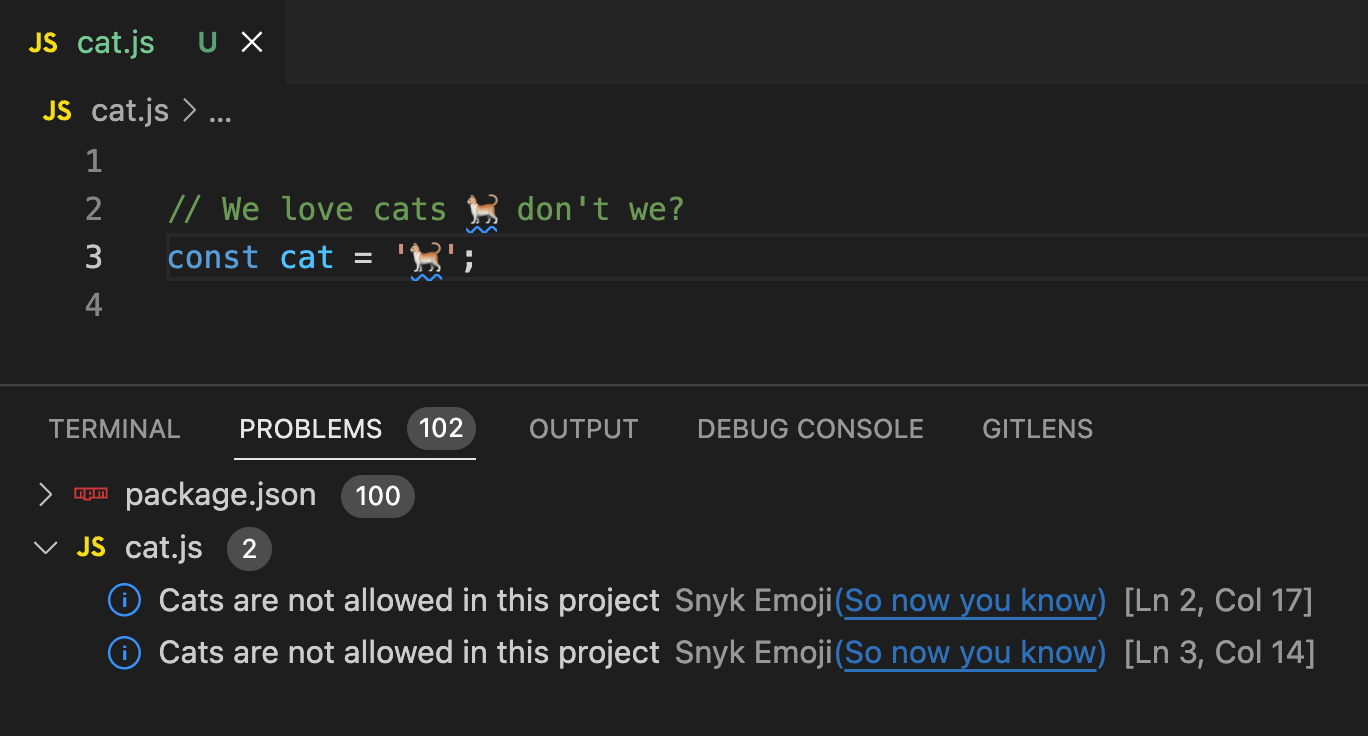 JS cat.js U
JS cat.js > ...
1
2 // We love cats 🐈 don't we?
3 const cat = '🐈';
4
TERMINAL PROBLEMS 102 OUTPUT DEBUG CONSOLE GITLENS
npm package.json 100
JS cat.js 2
Cats are not allowed in this project Snyk Emoji(So now you know) [Ln 2, Col 17]
Cats are not allowed in this project Snyk Emoji(So now you know) [Ln 3, Col 14]